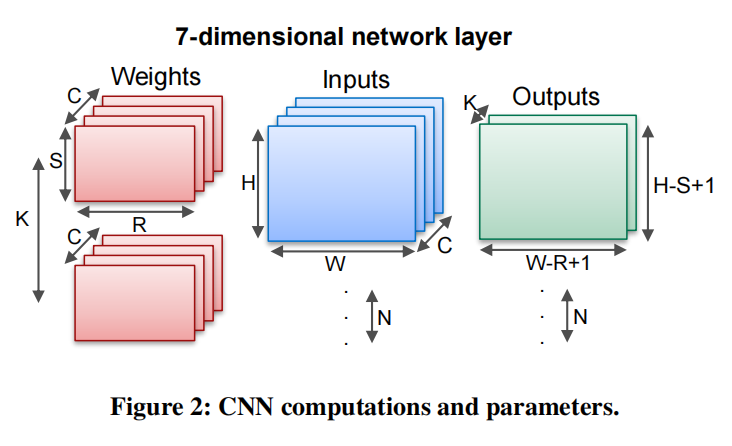 7-dimensional network layer
Weights
Inputs
Outputs
C
S
R
K
C
H
W
C
N
K
H-S+1
W-R+1
N
Figure 2: CNN computations and parameters.